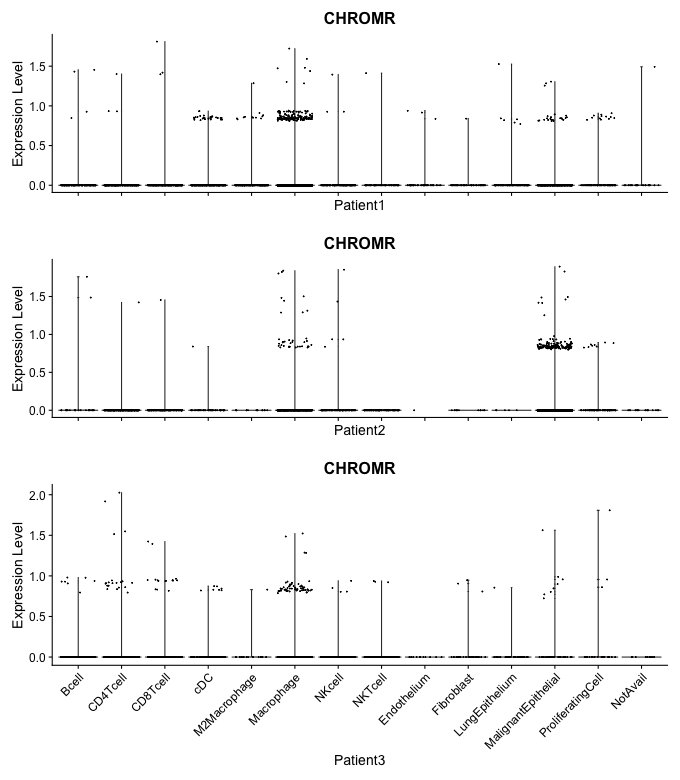 CHROMR
Expression Level
1.5
1.0
0.5
0.0
Patient1
CHROMR
Expression Level
1.5
1.0
0.5
0.0
Patient2
CHROMR
Expression Level
2.0
1.5
1.0
0.5
0.0
Bcell
CD4Tcell
CD8Tcell
cDC
M2Macrophage
Macrophage
NKcell
NKTcell
Endothelium
Fibroblast
LungEpithelium
MalignantEpithelial
ProliferatingCell
NotAvail
Patient3